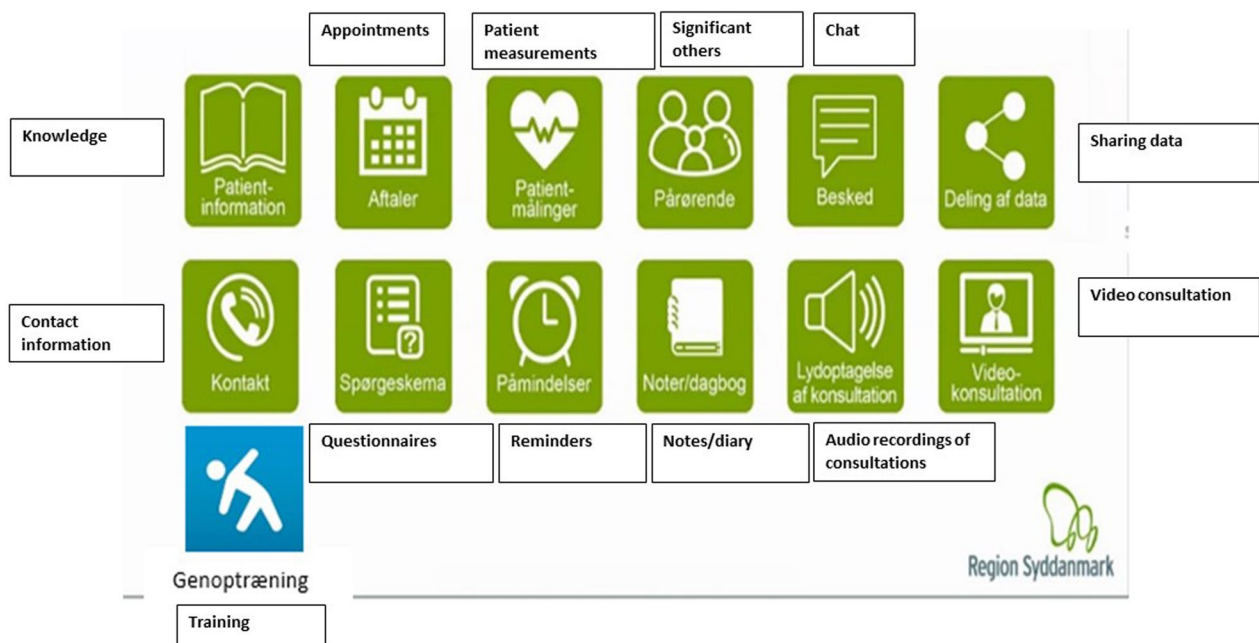 Appointments
Patient
measurements
Significant
others
Chat
Knowledge
Patient-
information
Aftaler
Patient-
målinger
Pårørende
Besked
Deling af data
Sharing data
Contact
information
Kontakt
Spørgeskema
?
Påmindelser
Noter/dagbog
Lydoptagelse
af konsultation
Video-
konsultation
Video consultation
Questionnaires
Reminders
Notes/diary
Audio recordings of
consultations
Genoptræning
Training
Region Syddanmark